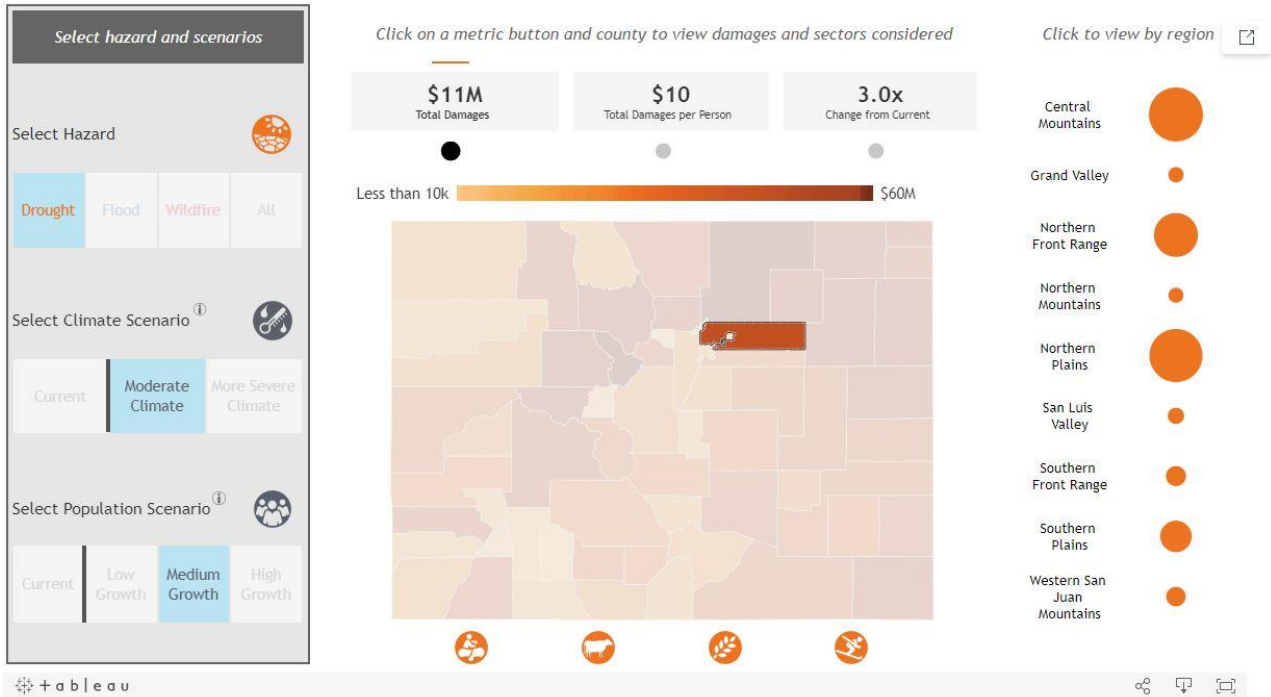 Select hazard and scenarios
Select Hazard
Drought
Flood
Wildfire
All
Select Climate Scenario
Current
Moderate
Climate
More Severe
Climate
Select Population Scenario
Current
Low
Growth
Medium
Growth
High
Growth
Click on a metric button and county to view damages and sectors considered
$11M
Total Damages
$10
Total Damages per Person
3.0x
Change from Current
Less than 10k
$60M
Click to view by region
Central
Mountains
Grand Valley
Northern
Front Range
Northern
Mountains
Northern
Plains
San Luis
Valley
Southern
Front Range
Southern
Plains
Western San
Juan
Mountains
+ a b | e a u